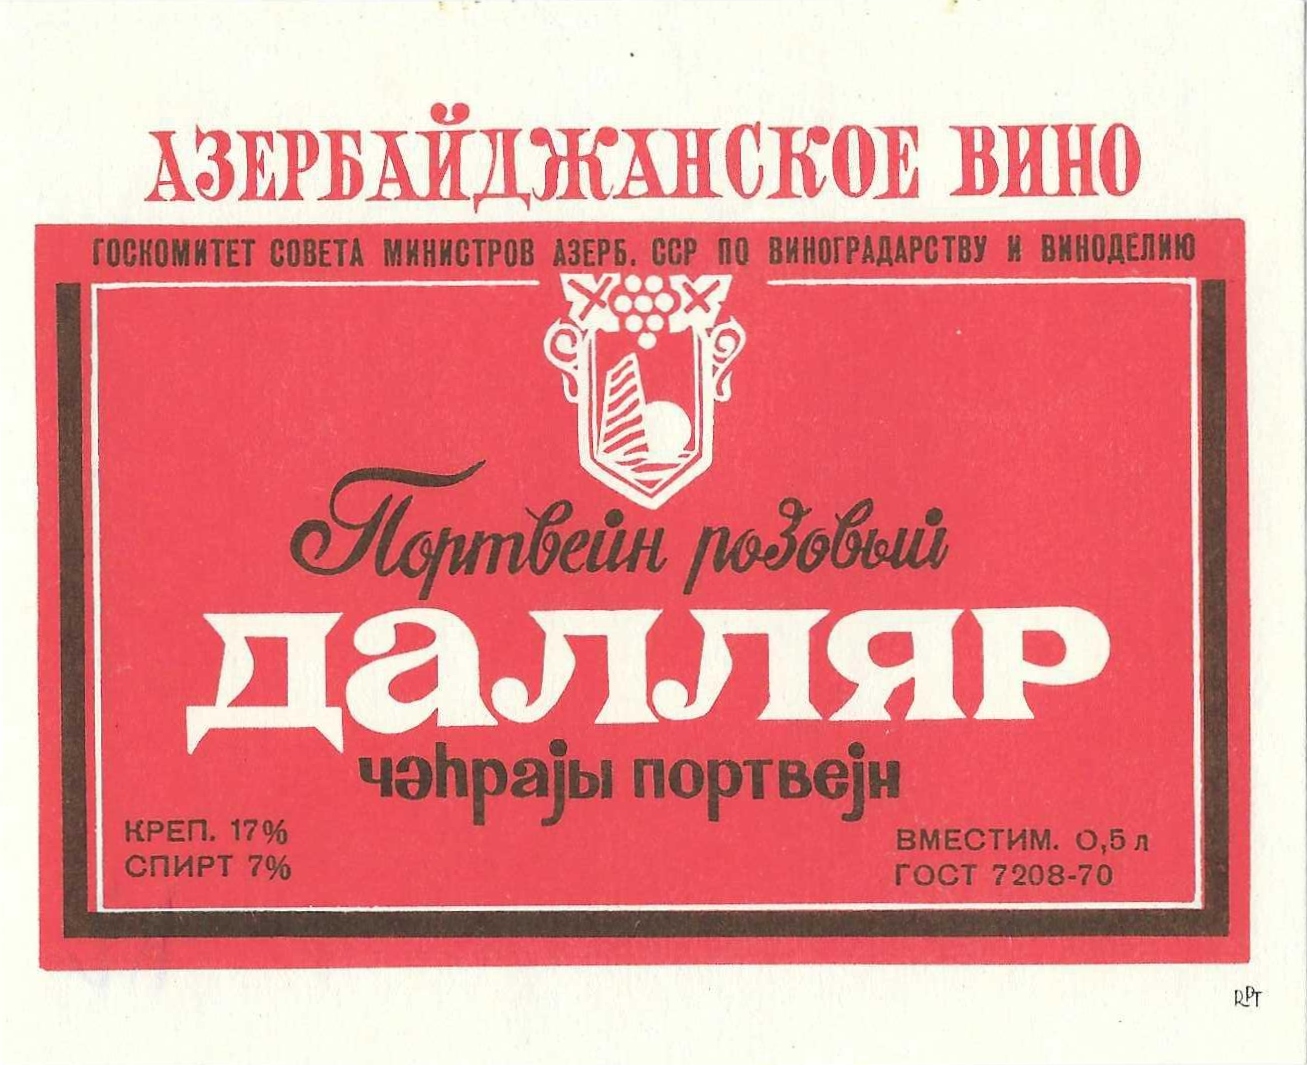 АЗЕРБАЙДЖАНСКОЕ ВИНО
ГОСКОМИТЕТ СОВЕТА МИНИСТРОВ АЗЕРБ. ССР ПО ВИНОГРАДАРСТВУ И ВИНОДЕЛИЮ
Портвейн розовый
ДАЛЛЯР
чәһрајы портвејн
КРЕП. 17%
СПИРТ 7%
ВМЕСТИМ. 0,5 л
ГОСТ 7208-70
RPT